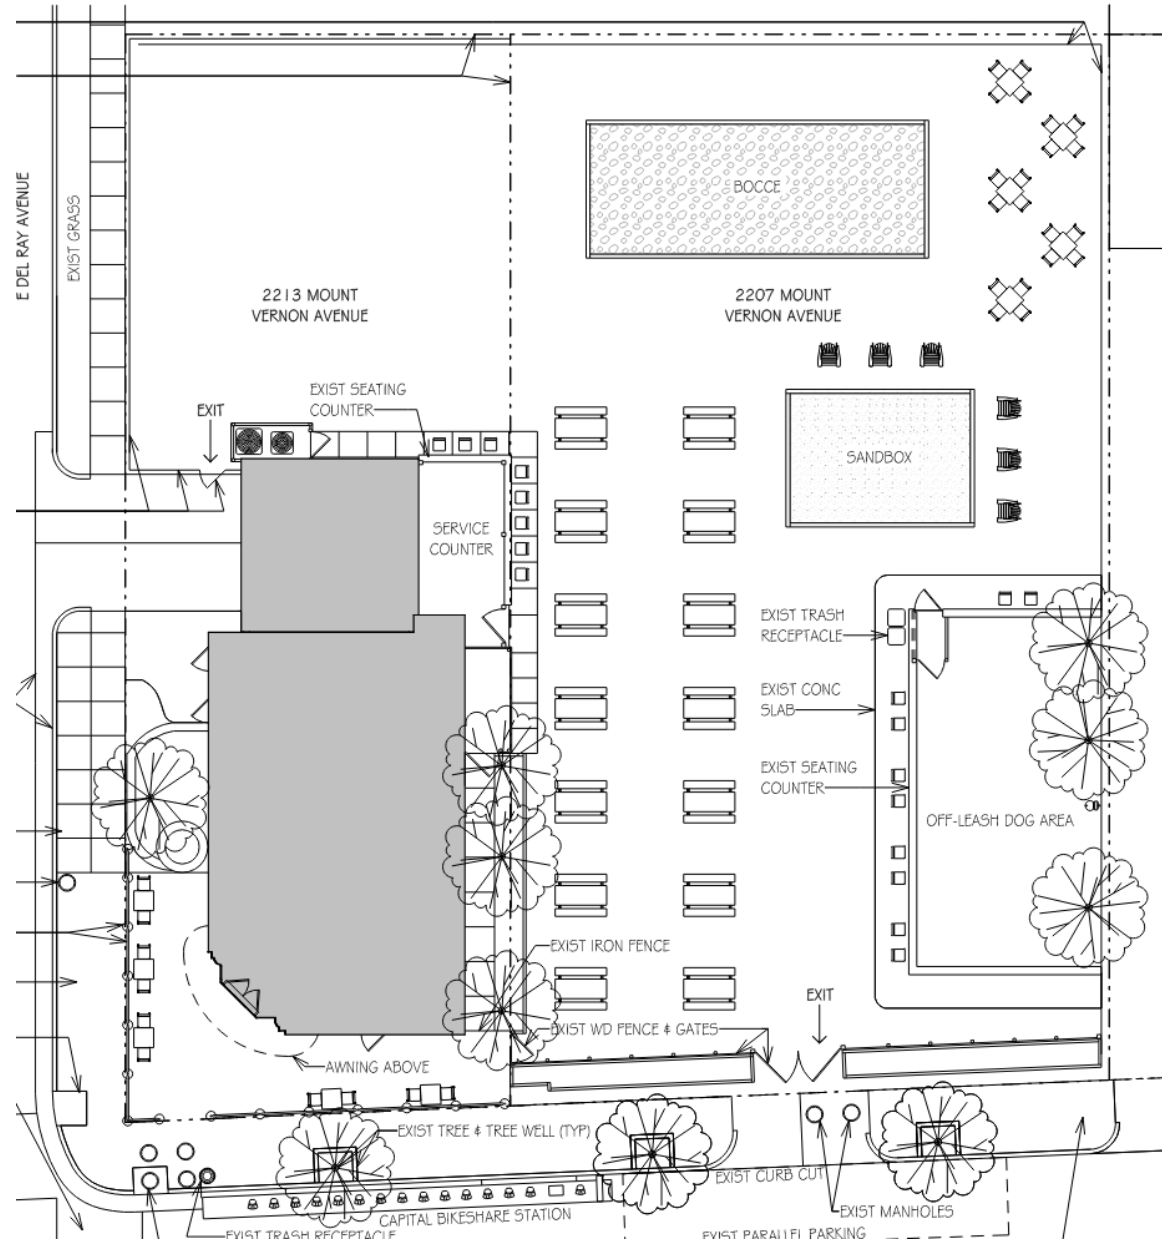 E DEL RAY AVENUE
EXIST GRASS
BOCCE
2213 MOUNT
VERNON AVENUE
2207 MOUNT
VERNON AVENUE
EXIST SEATING
COUNTER
EXIT
SANDBOX
SERVICE
COUNTER
EXIST TRASH
RECEPTACLE
EXIST CONC
SLAB
EXIST SEATING
COUNTER
OFF-LEASH DOG AREA
EXIST IRON FENCE
EXIT
EXIST WD FENCE & GATES
AWNING ABOVE
EXIST TREE & TREE WELL (TYP)
EXIST CURB CUT
EXIST MANHOLES
CAPITAL BIKESHARE STATION
EXIST TRASH RECEPTACLE
EXIST PARALLEL PARKING